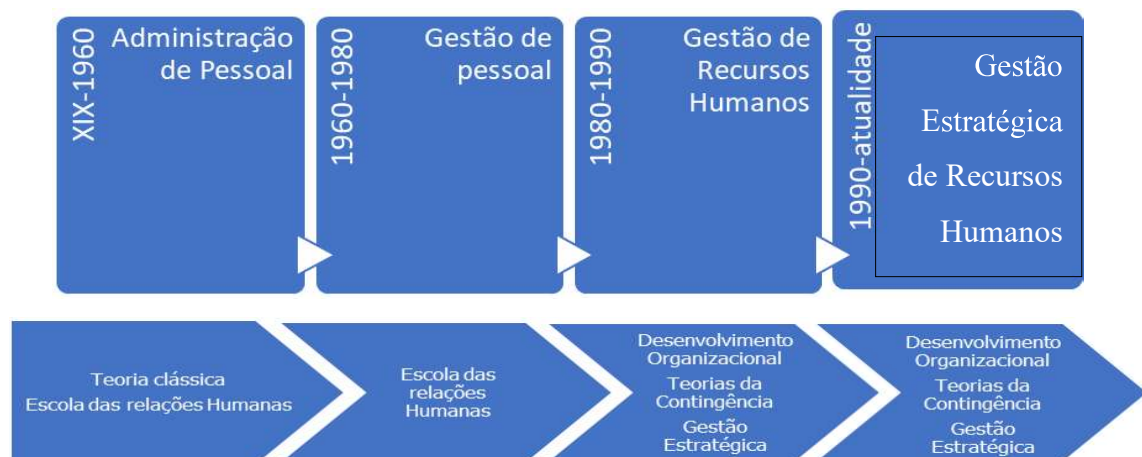 XIX-1960
Administração
de Pessoal
1960-1980
Gestão de
pessoal
1980-1990
Gestão de
Recursos
Humanos
1990-atualidade
Gestão
Estratégica
de Recursos
Humanos
Teoria clássica
Escola das relações Humanas
Escola das
relações
Humanas
Desenvolvimento
Organizacional
Teorias da
Contingência
Gestão
Estratégica
Desenvolvimento
Organizacional
Teorias da
Contingência
Gestão
Estratégica